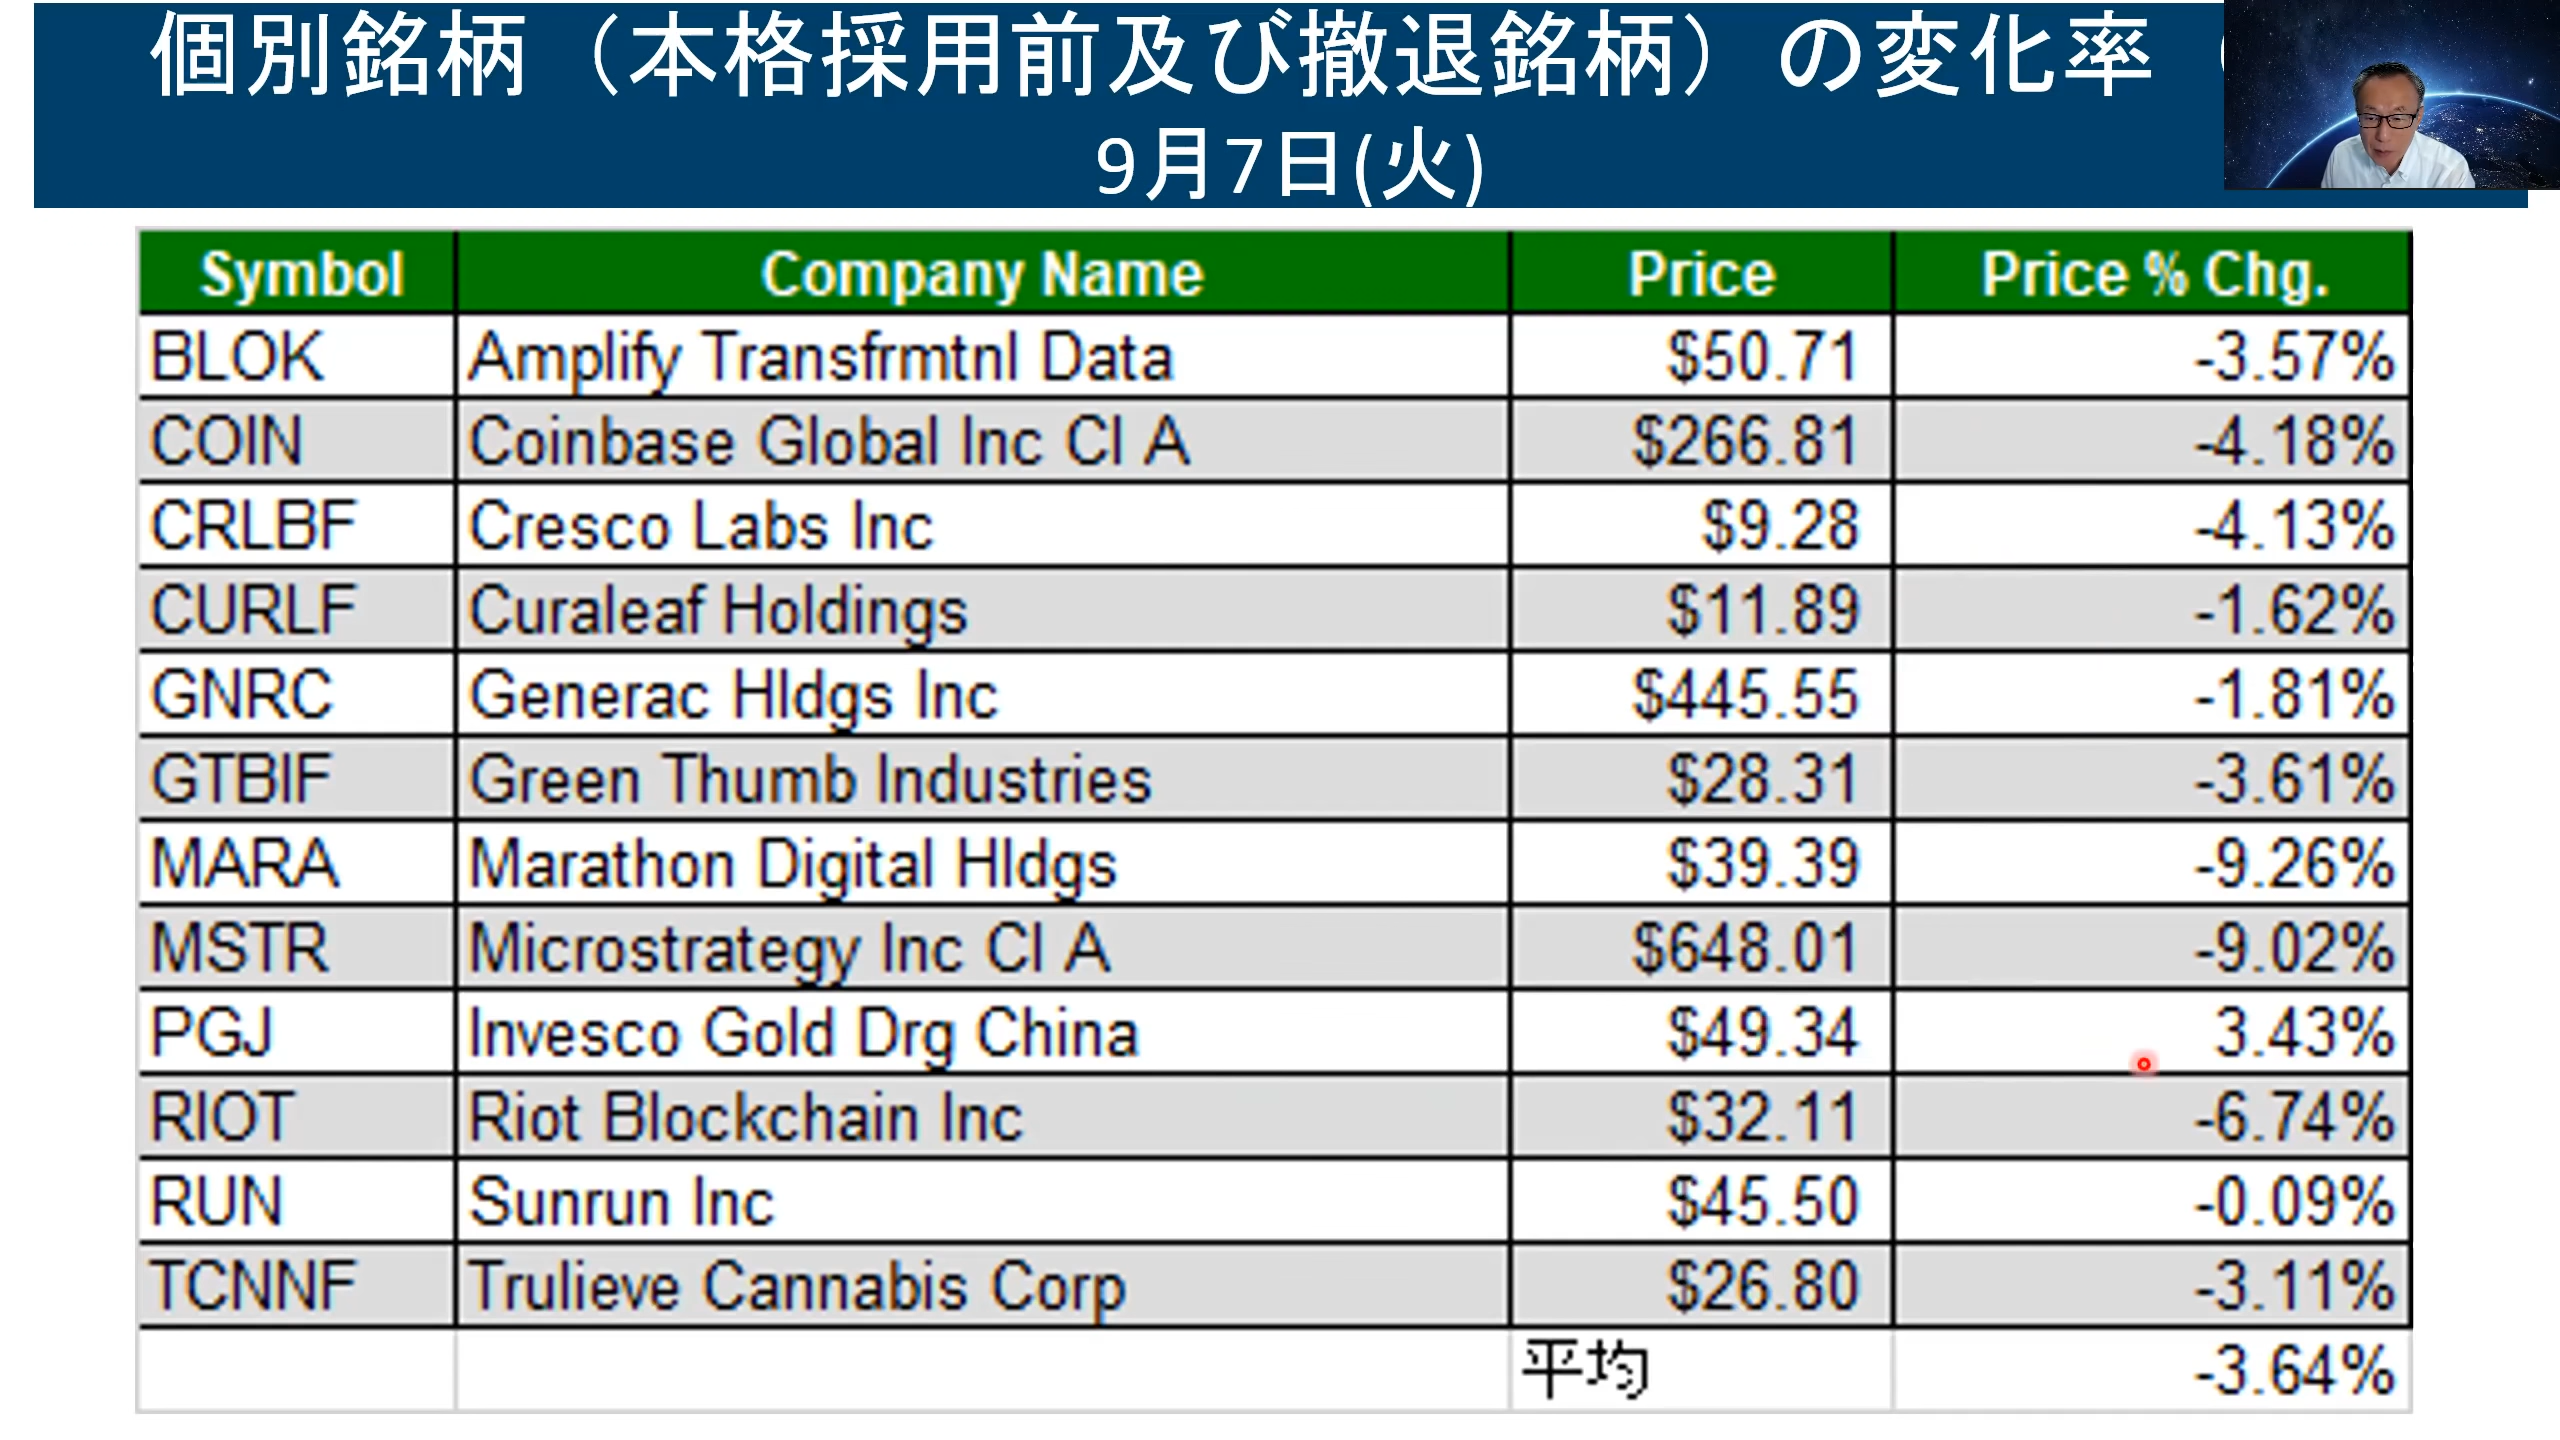 個別銘柄（本格採用前及び撤退銘柄）の変化率
9月7日(火)
Symbol Company Name Price Price % Chg.
BLOK Amplify Transfrmtnl Data $50.71 -3.57%
COIN Coinbase Global Inc Cl A $266.81 -4.18%
CRLBF Cresco Labs Inc $9.28 -4.13%
CURLF Curaleaf Holdings $11.89 -1.62%
GNRC Generac Hldgs Inc $445.55 -1.81%
GTBIF Green Thumb Industries $28.31 -3.61%
MARA Marathon Digital Hldgs $39.39 -9.26%
MSTR Microstrategy Inc Cl A $648.01 -9.02%
PGJ Invesco Gold Drg China $49.34 3.43%
RIOT Riot Blockchain Inc $32.11 -6.74%
RUN Sunrun Inc $45.50 -0.09%
TCNNF Trulieve Cannabis Corp $26.80 -3.11%
平均 -3.64%